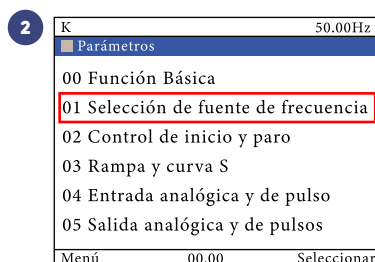 2
K 50.00Hz
Parámetros
00 Función Básica
01 Selección de fuente de frecuencia
02 Control de inicio y paro
03 Rampa y curva S
04 Entrada analógica y de pulso
05 Salida analógica y de pulsos
Menú 00.00 Seleccionar